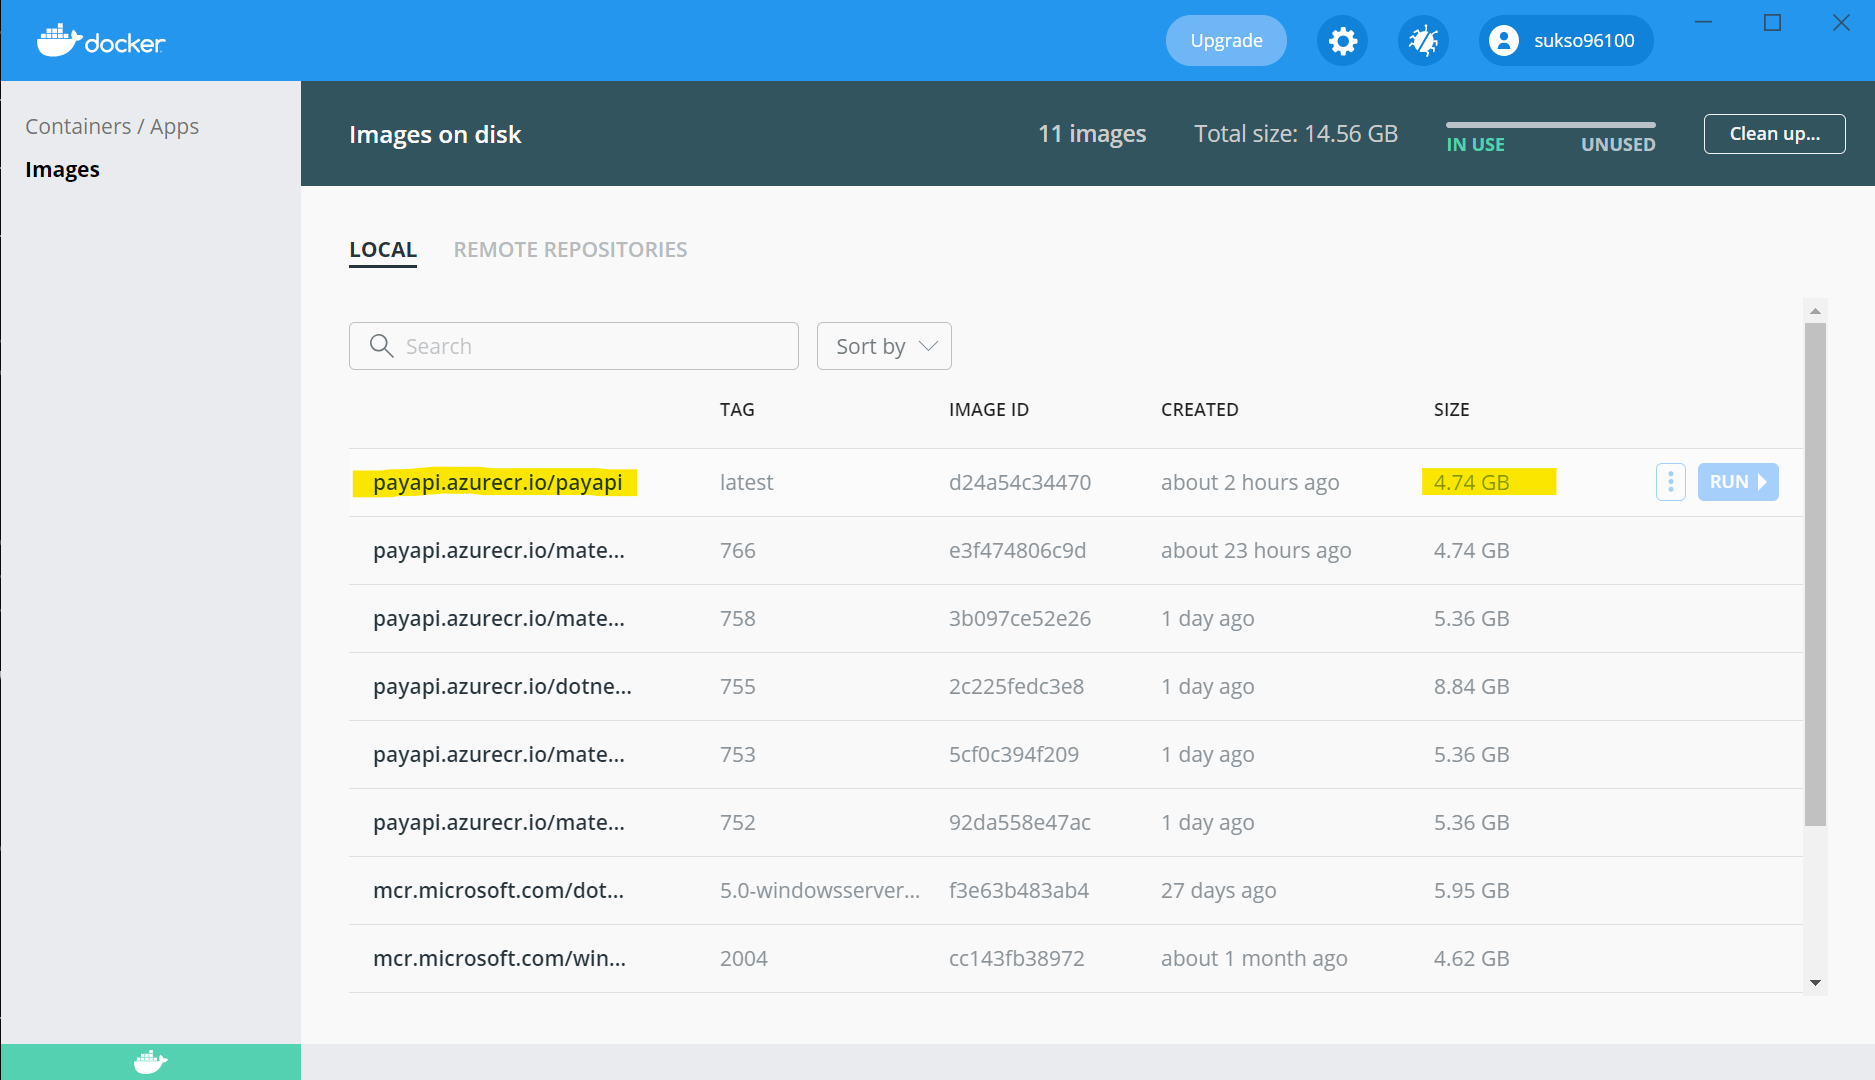 docker
Upgrade
sukso96100
Containers / Apps
Images
Images on disk
11 images
Total size: 14.56 GB
IN USE
UNUSED
Clean up...
LOCAL
REMOTE REPOSITORIES
Search
Sort by
TAG IMAGE ID CREATED SIZE
payapi.azurecr.io/payapi latest d24a54c34470 about 2 hours ago 4.74 GB RUN
payapi.azurecr.io/mate... 766 e3f474806c9d about 23 hours ago 4.74 GB
payapi.azurecr.io/mate... 758 3b097ce52e26 1 day ago 5.36 GB
payapi.azurecr.io/dotne... 755 2c225fedc3e8 1 day ago 8.84 GB
payapi.azurecr.io/mate... 753 5cf0c394f209 1 day ago 5.36 GB
payapi.azurecr.io/mate... 752 92da558e47ac 1 day ago 5.36 GB
mcr.microsoft.com/dot... 5.0-windowsserver... f3e63b483ab4 27 days ago 5.95 GB
mcr.microsoft.com/win... 2004 cc143fb38972 about 1 month ago 4.62 GB